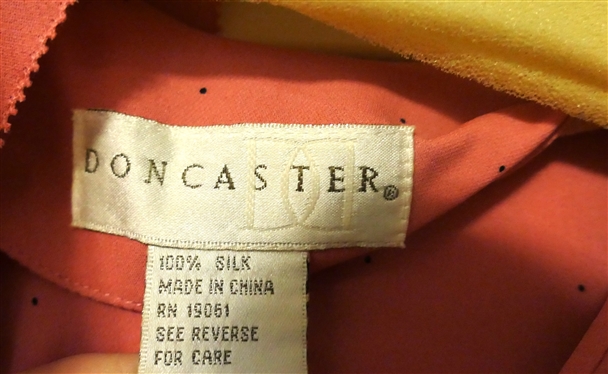 DONCASTER®
100% SILK
MADE IN CHINA
RN 19061
SEE REVERSE
FOR CARE